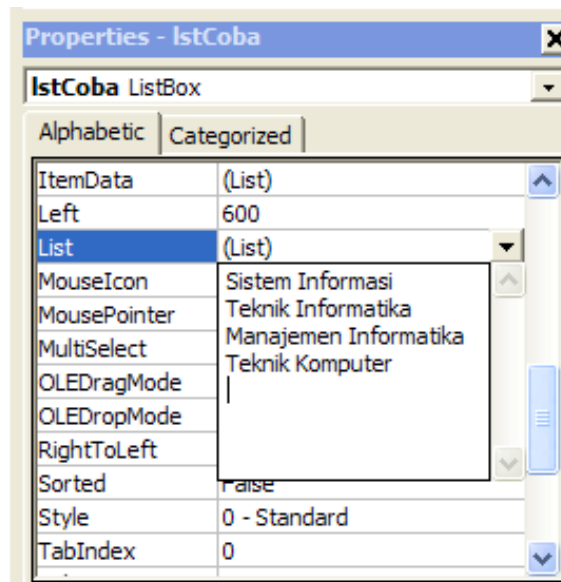 Properties - lstCoba
lstCoba ListBox
Alphabetic Categorized
ItemData (List)
Left 600
List (List)
MouseIcon Sistem Informasi
MousePointer Teknik Informatika
MultiSelect Manajemen Informatika
OLEDragMode Teknik Komputer
OLEDropMode
RightToLeft
Sorted False
Style 0 - Standard
TabIndex 0